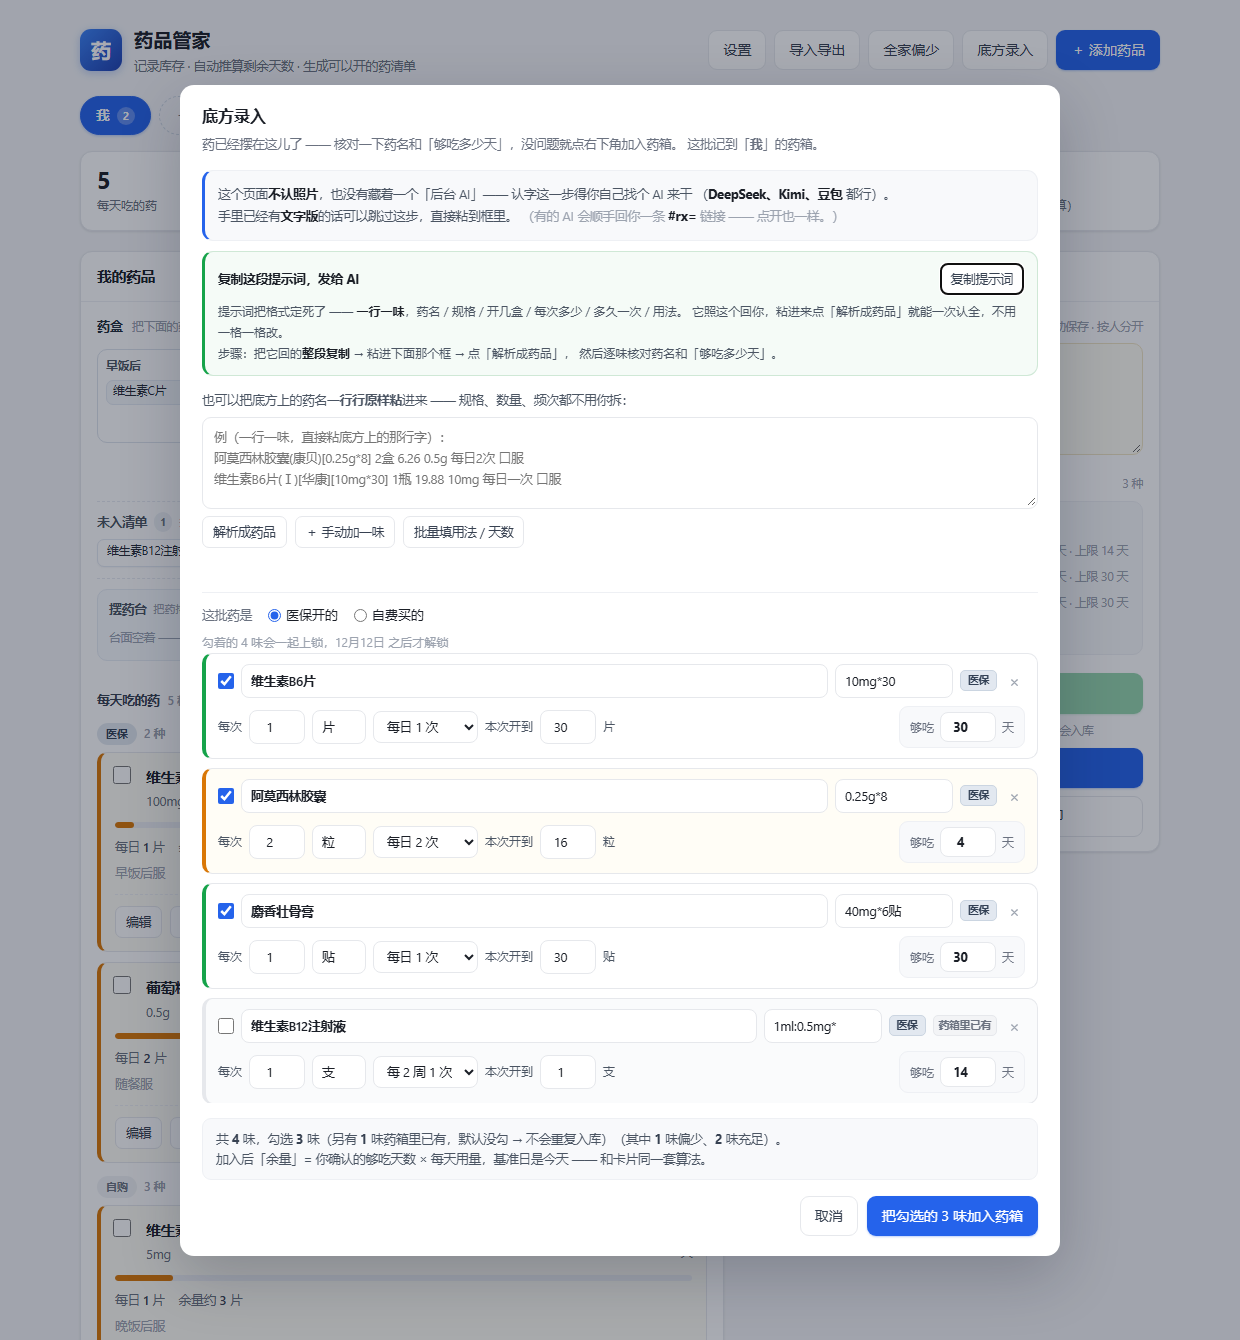 药
药品管家
记录库存 · 自动推算剩余天数 · 生成可以开的药清单
设置
导入导出
全家偏少
底方录入
+ 添加药品
我 2
5
每天吃的药
算)
我的药品
药盒 把下面的药
动保存 · 按人分开
早饭后
维生素C片
3 种
未入清单 1
维生素B12注射
天 · 上限 14 天
天 · 上限 30 天
天 · 上限 30 天
摆药台 把药拖
台面空着 ——
每天吃的药 5 种
会入库
医保 2 种
维生素
100mg
每日 1 片
早饭后服
编辑
葡萄糖
0.5g
每日 2 片
随餐服
编辑
自购 3 种
维生素
5mg
天
每日 1 片 余量约 3 片
晚饭后服
底方录入
药已经摆在这儿了 —— 核对一下药名和「够吃多少天」，没问题就点右下角加入药箱。 这批记到「我」的药箱。
这个页面不认照片，也没有藏着一个「后台 AI」—— 认字这一步得你自己找个 AI 来干 （DeepSeek、Kimi、豆包 都行）。
手里已经有文字版的话可以跳过这步，直接粘到框里。 （有的 AI 会顺手回你一条 #rx= 链接 —— 点开也一样。）
复制这段提示词，发给 AI
复制提示词
提示词把格式定死了 —— 一行一味，药名 / 规格 / 开几盒 / 每次多少 / 多久一次 / 用法。 它照这个回你，粘进来点「解析成药品」就能一次认全，不用
一格一格改。
步骤：把它回的整段复制 → 粘进下面那个框 → 点「解析成药品」， 然后逐味核对药名和「够吃多少天」。
也可以把底方上的药名一行行原样粘进来 —— 规格、数量、频次都不用你拆：
例（一行一味，直接粘底方上的那行字）：
阿莫西林胶囊(康贝)[0.25g*8] 2盒 6.26 0.5g 每日2次 口服
维生素B6片(Ⅰ)[华康][10mg*30] 1瓶 19.88 10mg 每日一次 口服
解析成药品
+ 手动加一味
批量填用法 / 天数
这批药是 医保开的 自费买的
勾着的 4 味会一起上锁，12月12日 之后才解锁
维生素B6片 10mg*30 医保 ×
每次 1 片 每日 1 次 本次开到 30 片 够吃 30 天
阿莫西林胶囊 0.25g*8 医保 ×
每次 2 粒 每日 2 次 本次开到 16 粒 够吃 4 天
麝香壮骨膏 40mg*6贴 医保 ×
每次 1 贴 每日 1 次 本次开到 30 贴 够吃 30 天
维生素B12注射液 1ml:0.5mg* 医保 药箱里已有 ×
每次 1 支 每 2 周 1 次 本次开到 1 支 够吃 14 天
共 4 味，勾选 3 味（另有 1 味药箱里已有，默认没勾 → 不会重复入库）（其中 1 味偏少、2 味充足）。
加入后「余量」= 你确认的够吃天数 × 每天用量，基准日是今天 —— 和卡片同一套算法。
取消
把勾选的 3 味加入药箱